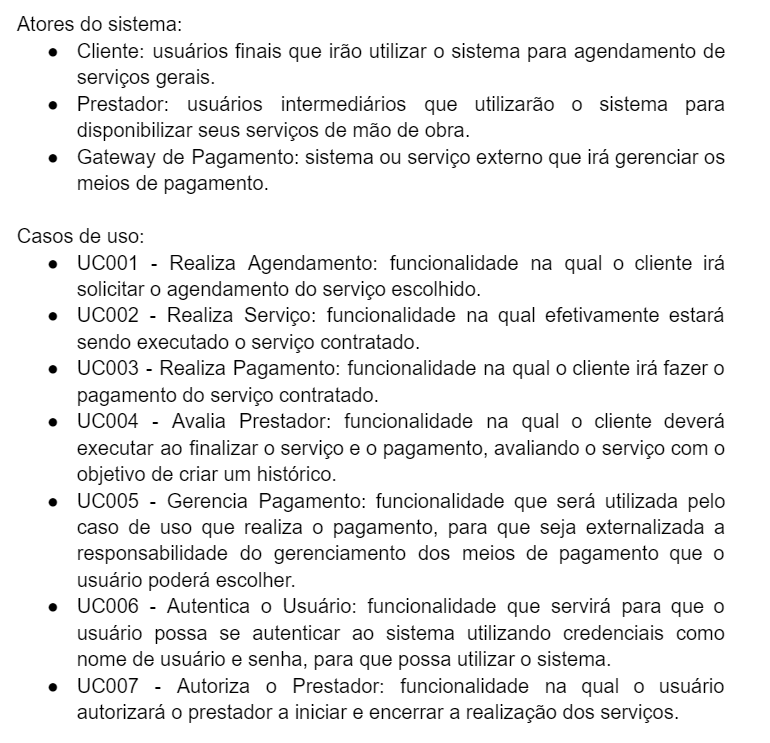 Atores do sistema:
● Cliente: usuários finais que irão utilizar o sistema para agendamento de
serviços gerais.
● Prestador: usuários intermediários que utilizarão o sistema para
disponibilizar seus serviços de mão de obra.
● Gateway de Pagamento: sistema ou serviço externo que irá gerenciar os
meios de pagamento.
Casos de uso:
● UC001 - Realiza Agendamento: funcionalidade na qual o cliente irá
solicitar o agendamento do serviço escolhido.
● UC002 - Realiza Serviço: funcionalidade na qual efetivamente estará
sendo executado o serviço contratado.
● UC003 - Realiza Pagamento: funcionalidade na qual o cliente irá fazer o
pagamento do serviço contratado.
● UC004 - Avalia Prestador: funcionalidade na qual o cliente deverá
executar ao finalizar o serviço e o pagamento, avaliando o serviço com o
objetivo de criar um histórico.
● UC005 - Gerencia Pagamento: funcionalidade que será utilizada pelo
caso de uso que realiza o pagamento, para que seja externalizada a
responsabilidade do gerenciamento dos meios de pagamento que o
usuário poderá escolher.
● UC006 - Autentica o Usuário: funcionalidade que servirá para que o
usuário possa se autenticar ao sistema utilizando credenciais como
nome de usuário e senha, para que possa utilizar o sistema.
● UC007 - Autoriza o Prestador: funcionalidade na qual o usuário
autorizará o prestador a iniciar e encerrar a realização dos serviços.